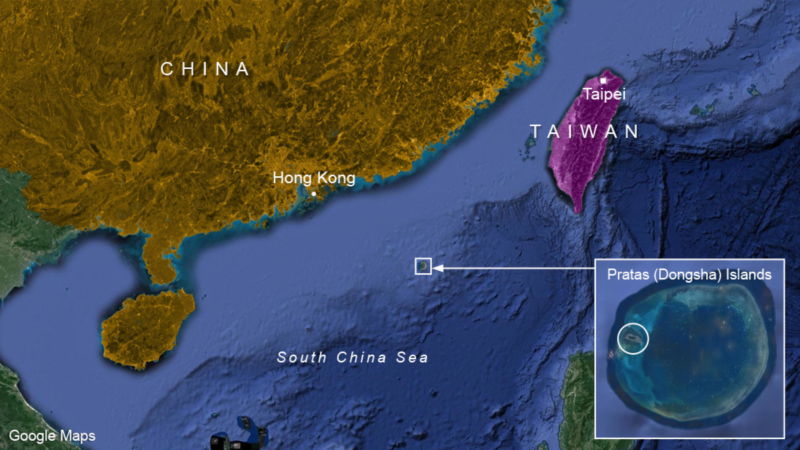 CHINA
Taipei
TAIWAN
Hong Kong
Pratas (Dongsha) Islands
South China Sea
Google Maps